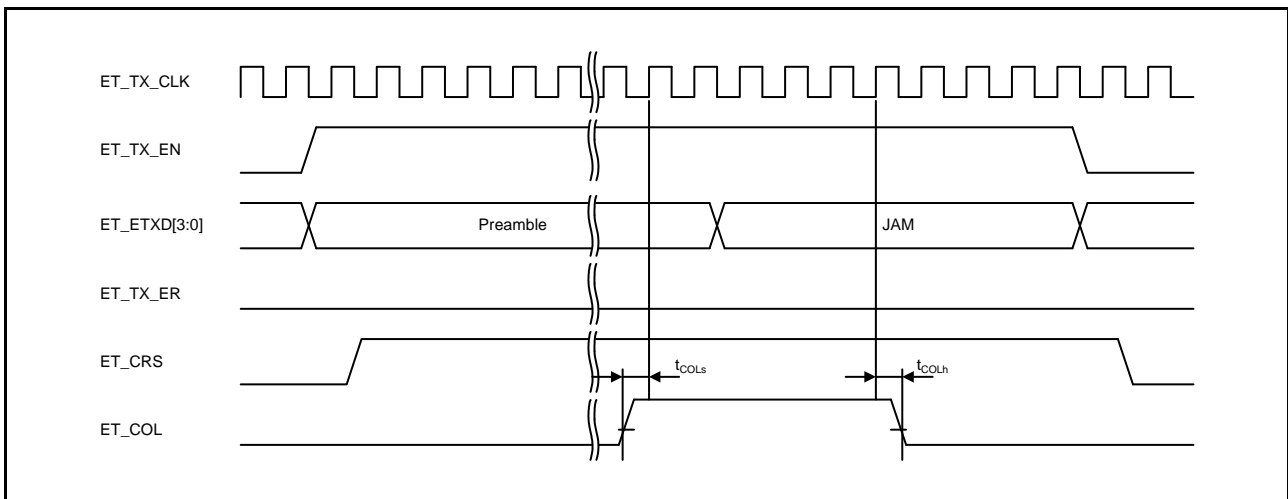 ET_TX_CLK
ET_TX_EN
ET_ETXD[3:0]
Preamble
JAM
ET_TX_ER
ET_CRS
tCOLs
tCOLh
ET_COL